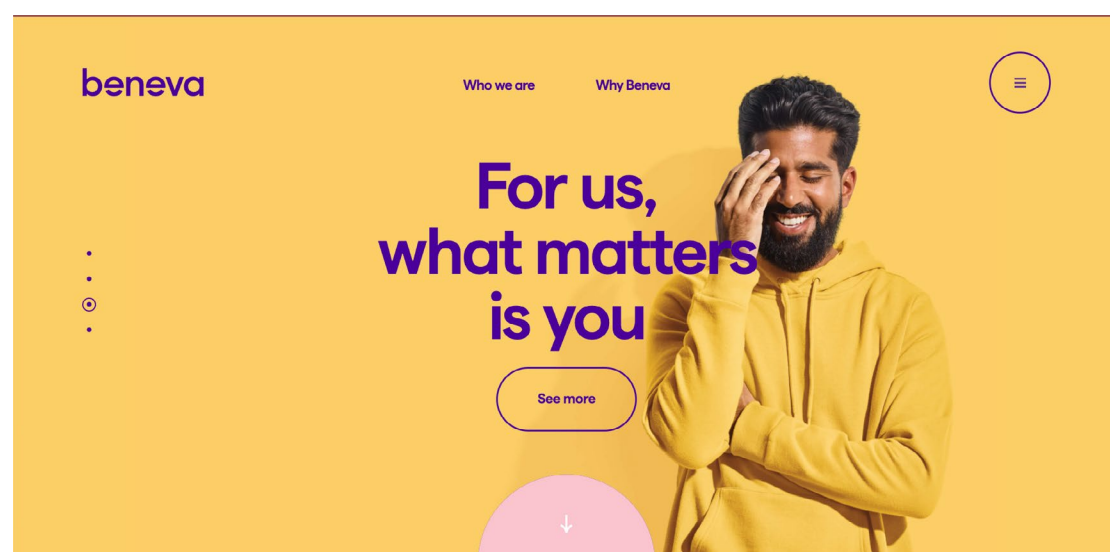 beneva
Who we are
Why Beneva
For us,
what matters
is you
See more